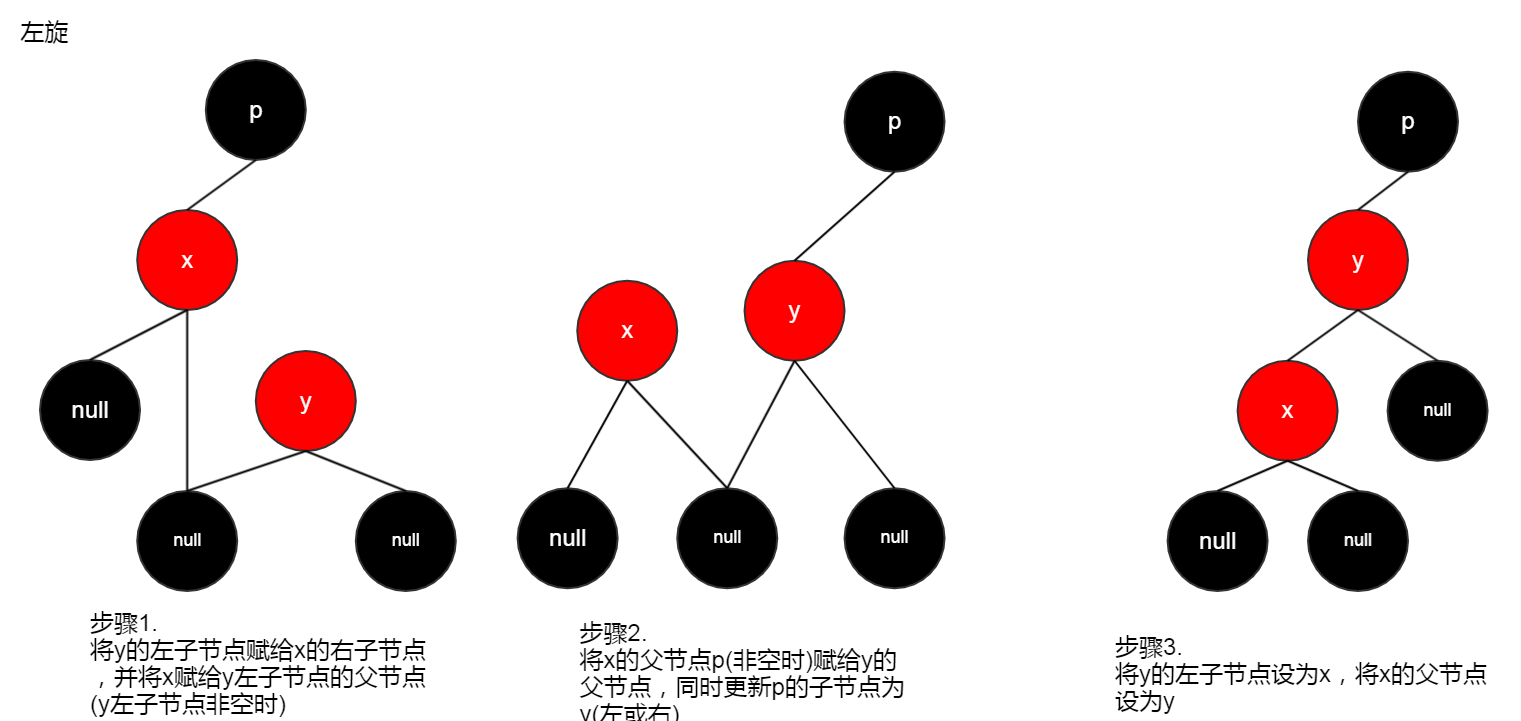 左旋
p
x
null
y
null
null
步骤1.
将y的左子节点赋给x的右子节点
，并将x赋给y左子节点的父节点
(y左子节点非空时)
p
x
y
null
null
null
步骤2.
将x的父节点p(非空时)赋给y的
父节点，同时更新p的子节点为
y(左或右)
p
y
x
null
null
null
步骤3.
将y的左子节点设为x，将x的父节点
设为y